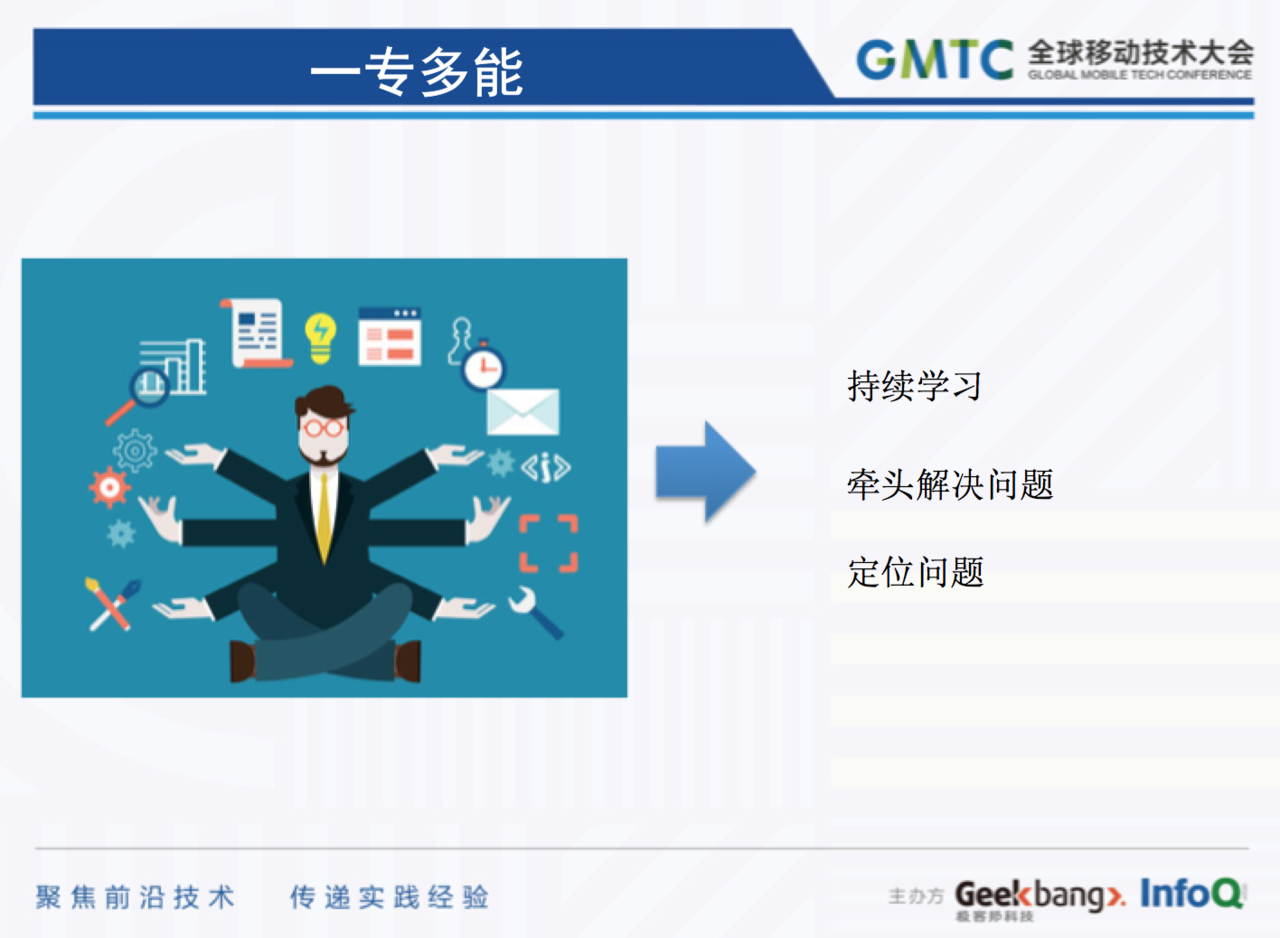 一专多能
GMTC 全球移动技术大会
GLOBAL MOBILE TECH CONFERENCE
持续学习
牵头解决问题
定位问题
聚焦前沿技术 传递实践经验
主办方 Geekbang>. InfoQ
极客邦科技